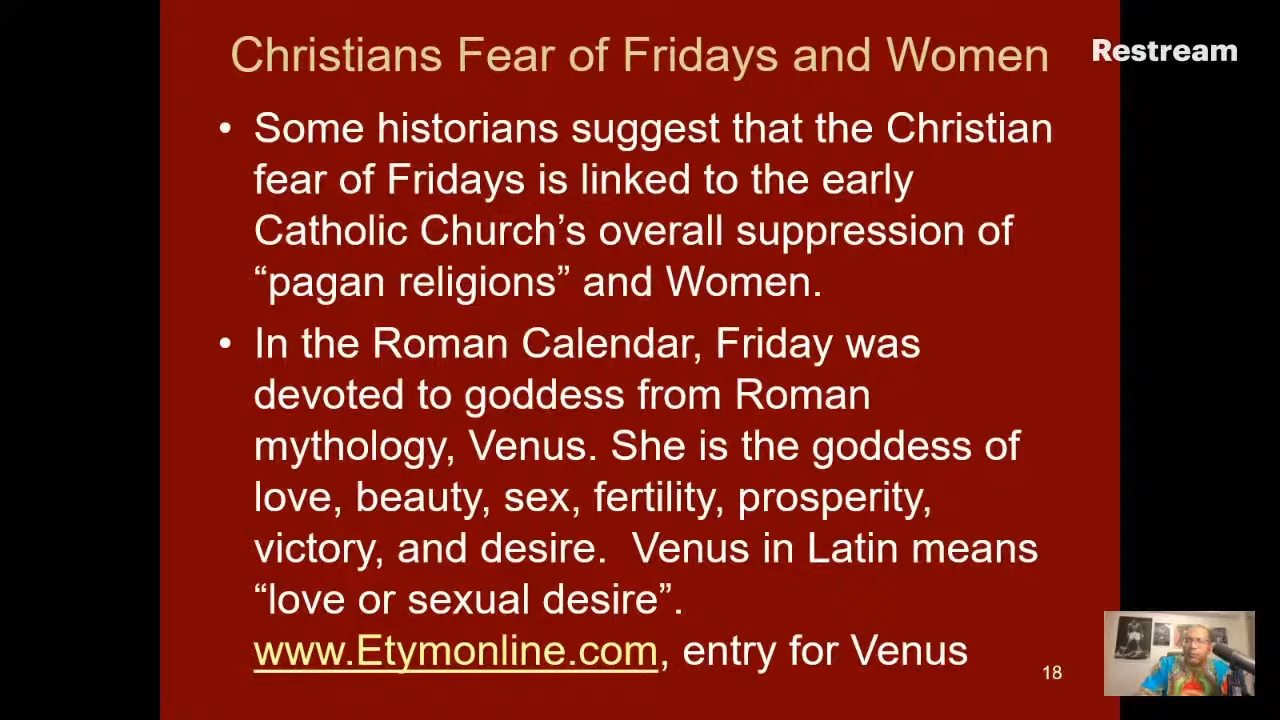 Christians Fear of Fridays and Women
Restream
• Some historians suggest that the Christian
fear of Fridays is linked to the early
Catholic Church’s overall suppression of
“pagan religions” and Women.
• In the Roman Calendar, Friday was
devoted to goddess from Roman
mythology, Venus. She is the goddess of
love, beauty, sex, fertility, prosperity,
victory, and desire.  Venus in Latin means
“love or sexual desire”.
www.Etymonline.com, entry for Venus
18